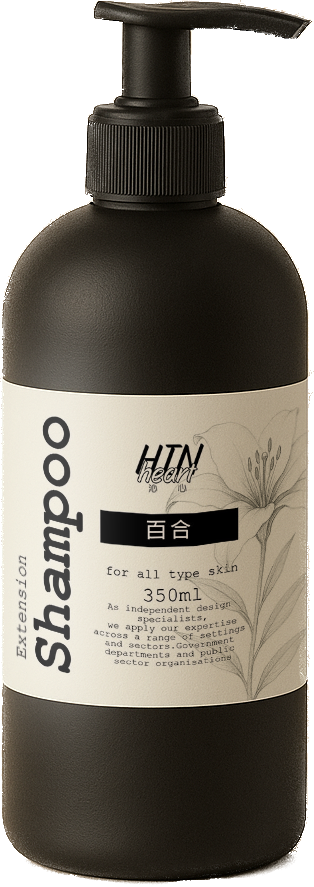 Extension
Shampoo
HTN
heart
沁 心
百合
for all type skin
350ml
As independent design
specialists,
we apply our expertise
across a range of settings
and sectors.Government
departments and public
sector organisations